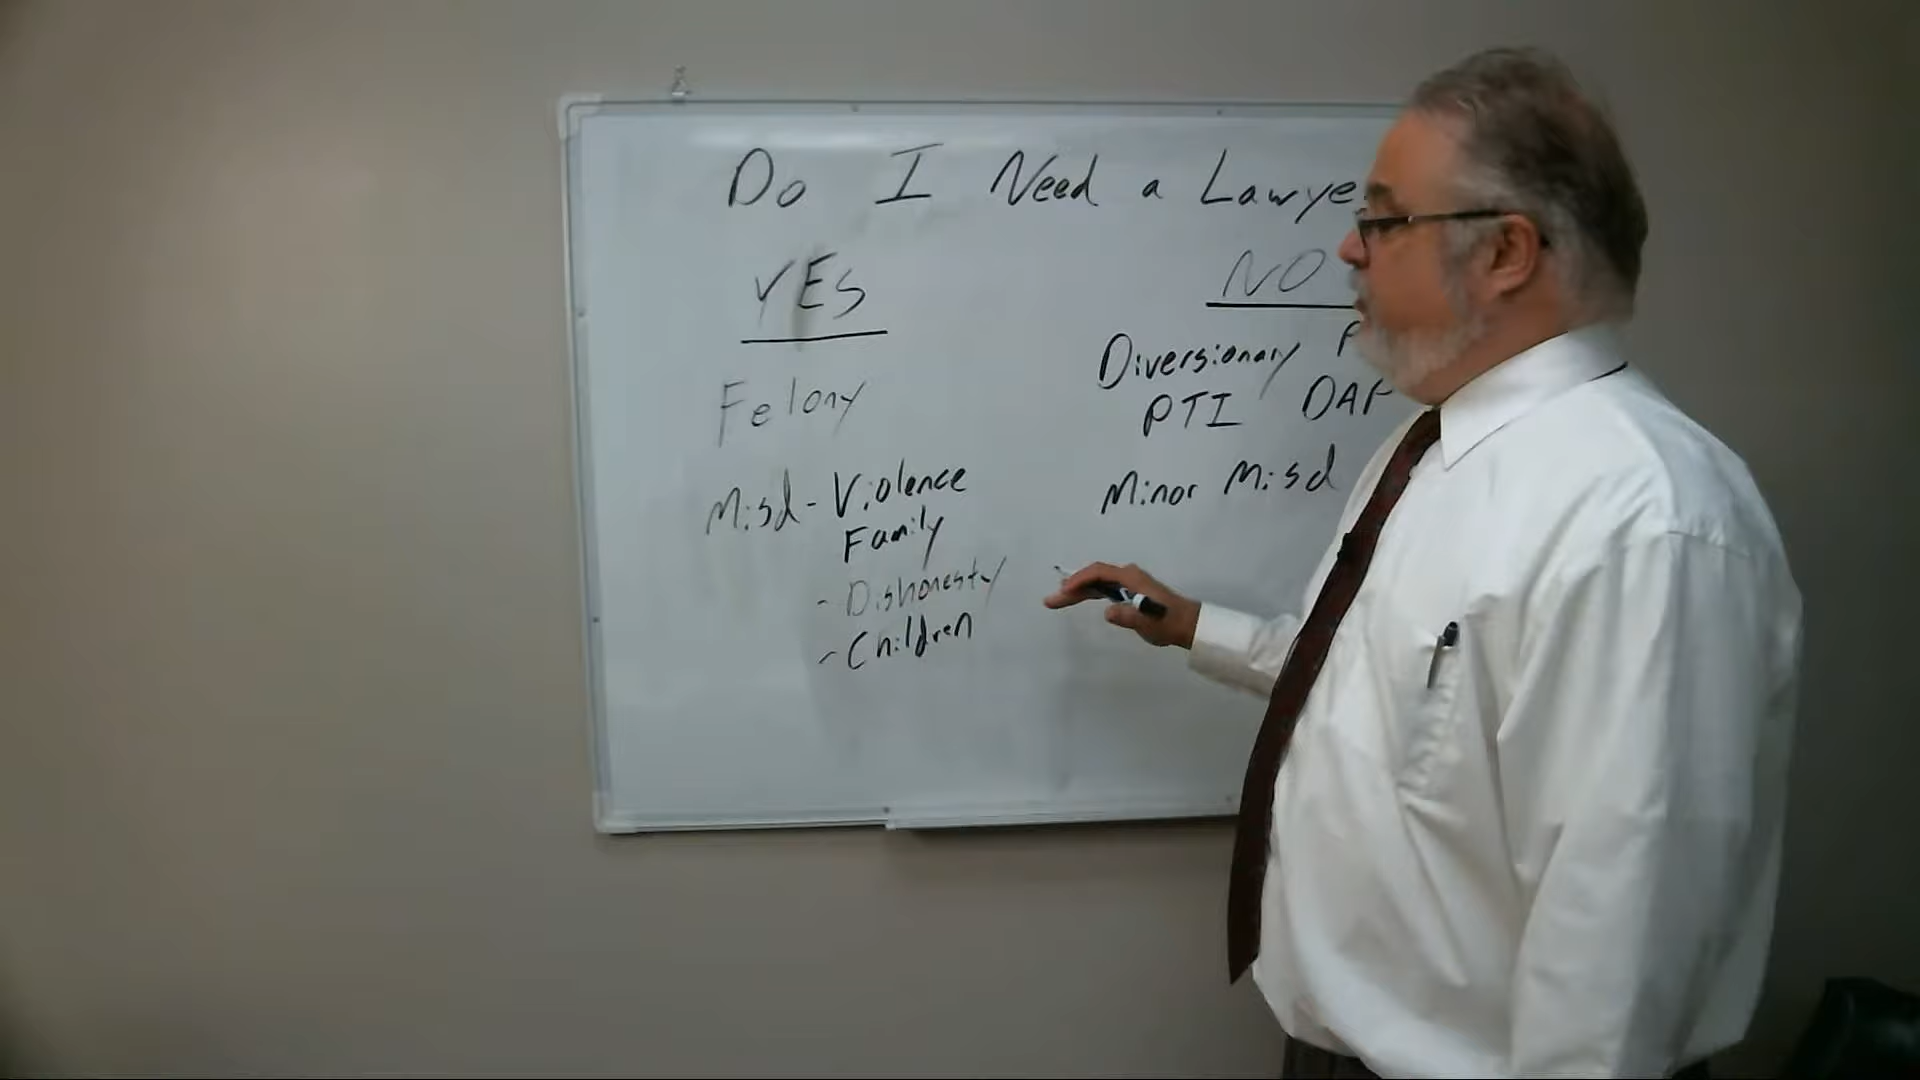 Do I Need a Lawye
YES
Felony
Misd - Violence
Family
- Dishonesty
- Children
NO
Diversionary P
PTI
Minor Misd